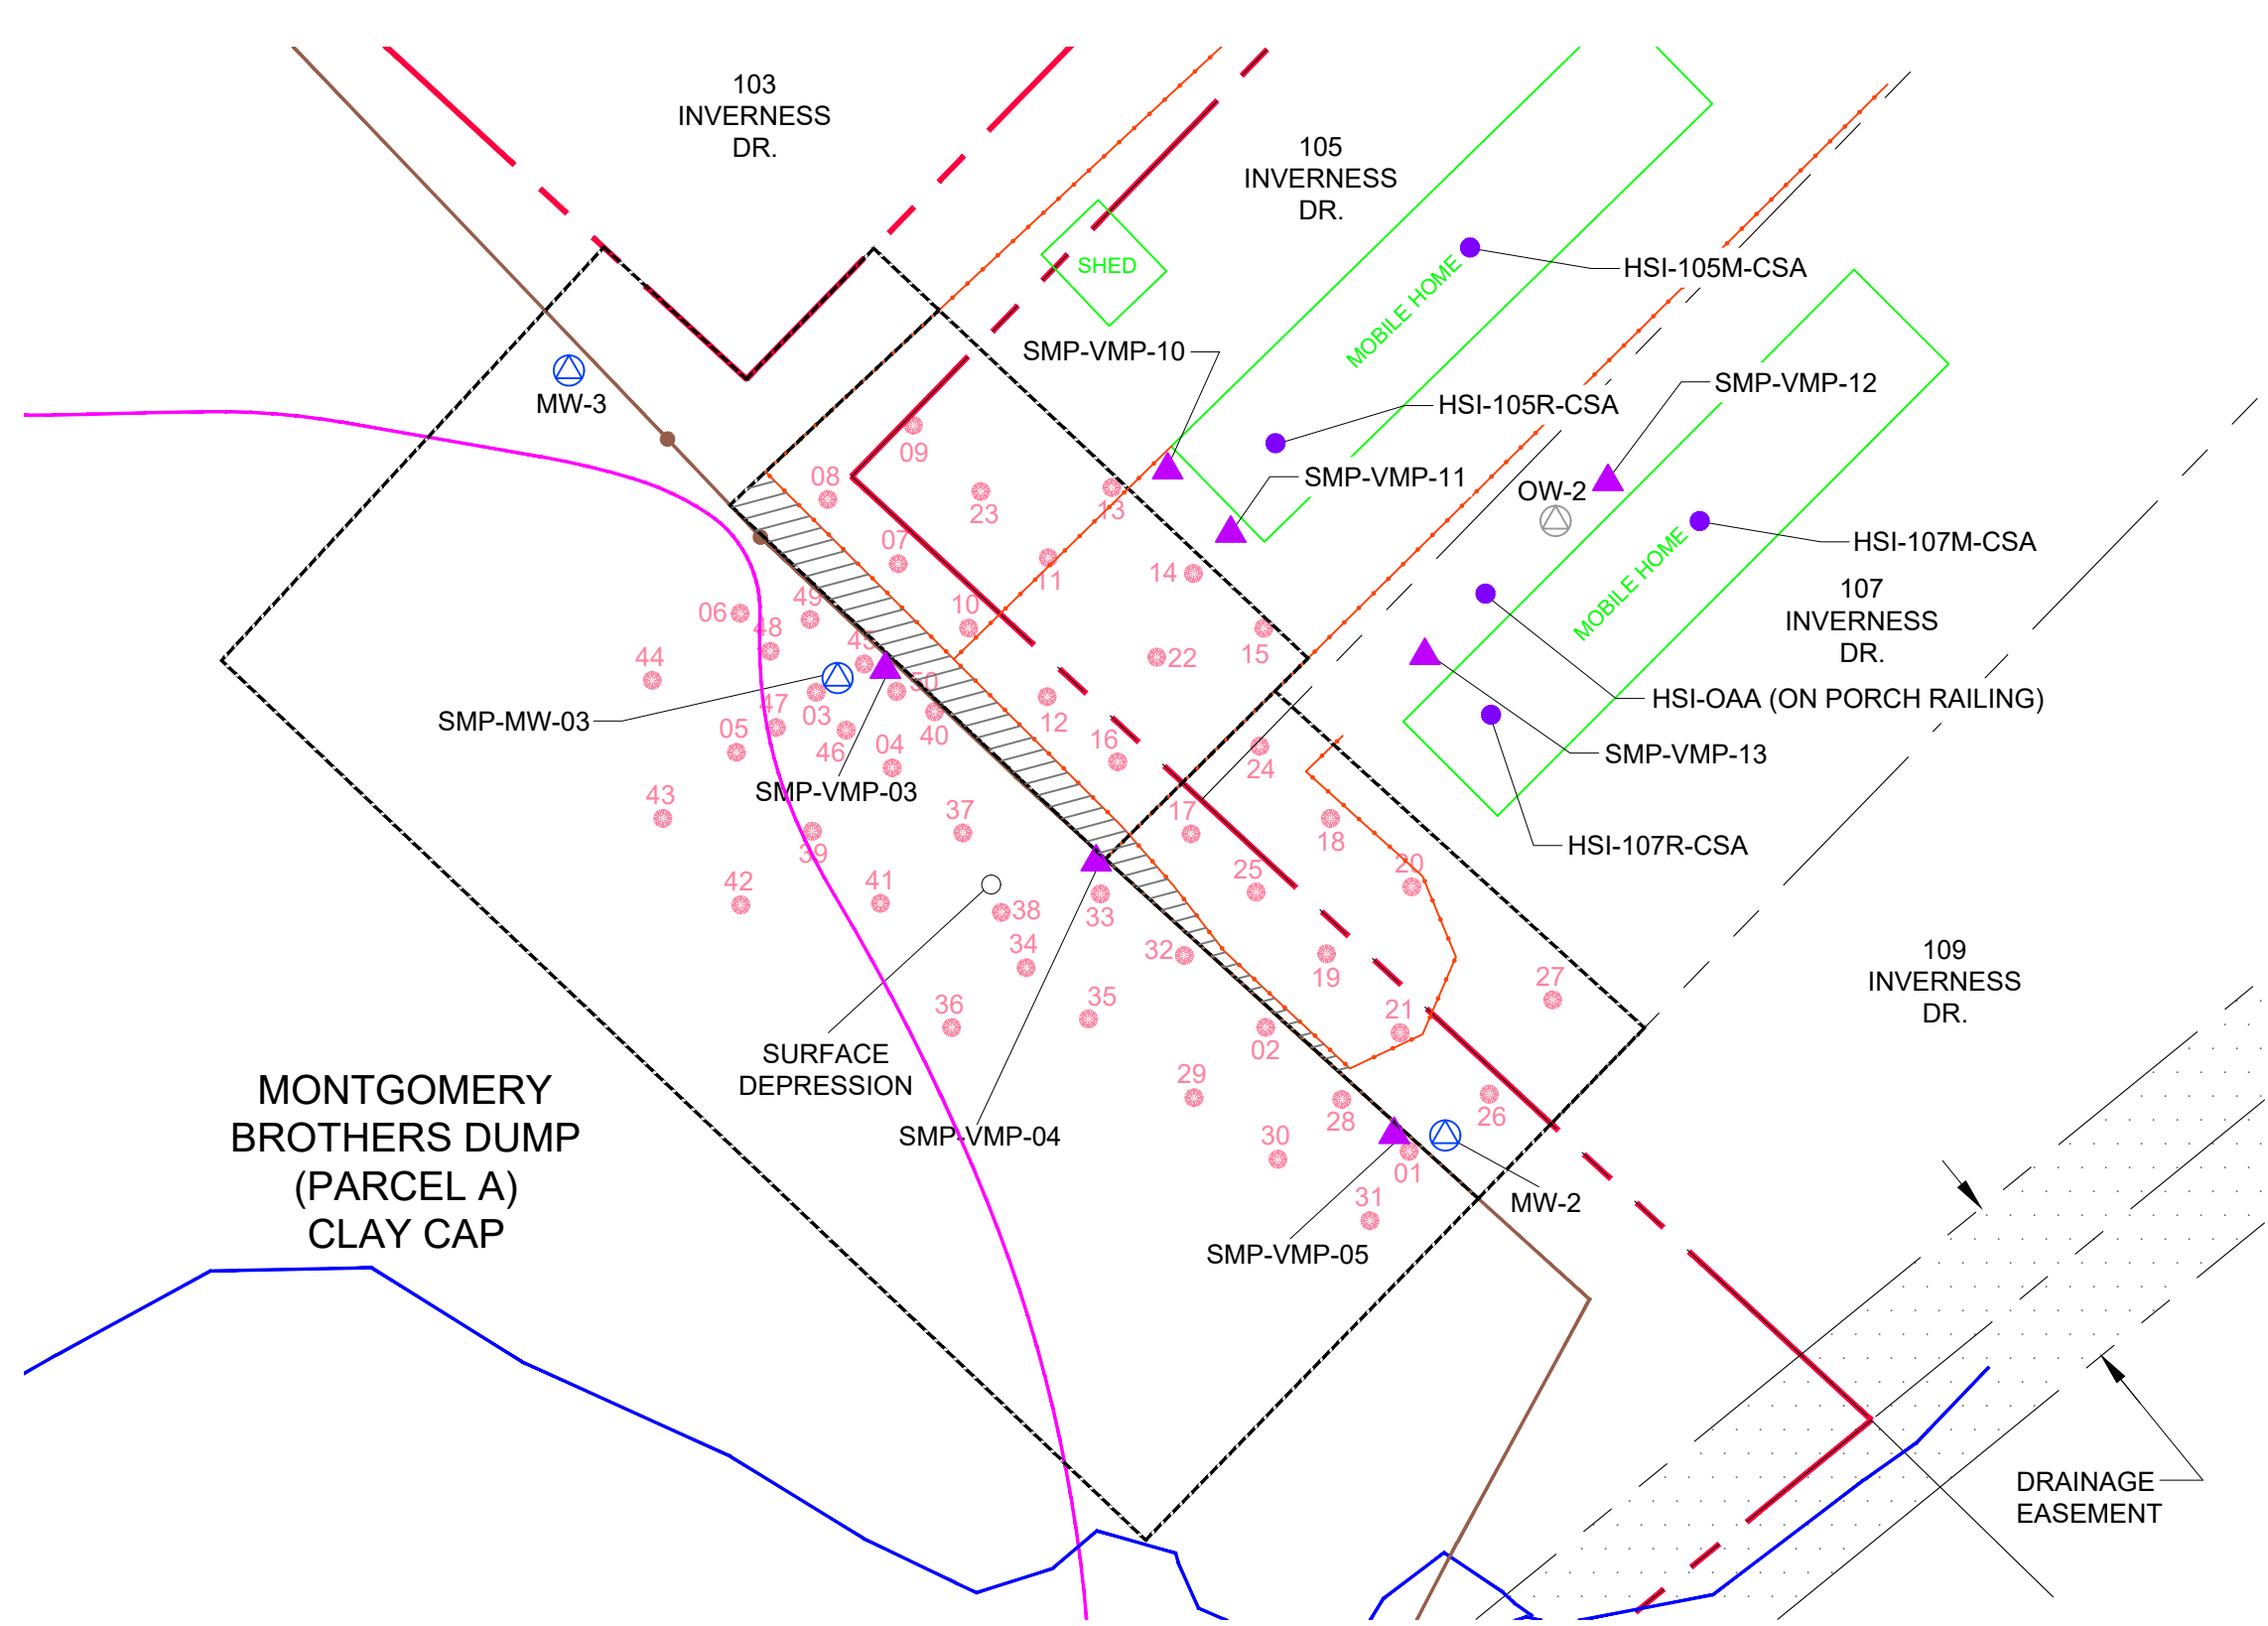 103
INVERNESS
DR.
105
INVERNESS
DR.
SHED
MOBILE HOME
HSI-105M-CSA
SMP-VMP-10
SMP-VMP-12
MW-3
HSI-105R-CSA
09
08
SMP-VMP-11
23
13
OW-2
07
HSI-107M-CSA
MOBILE HOME
11
14
107
INVERNESS
DR.
49
10
06
48
45
15
44
22
50
HSI-OAA (ON PORCH RAILING)
47
03
SMP-MW-03
12
05
46
04
40
16
24
SMP-VMP-13
SMP-VMP-03
43
37
17
18
HSI-107R-CSA
39
20
25
42
41
38
33
34
32
109
INVERNESS
DR.
19
27
36
35
21
SURFACE
DEPRESSION
02
29
28
26
MONTGOMERY
BROTHERS DUMP
(PARCEL A)
CLAY CAP
SMP-VMP-04
30
01
31
MW-2
SMP-VMP-05
DRAINAGE
EASEMENT